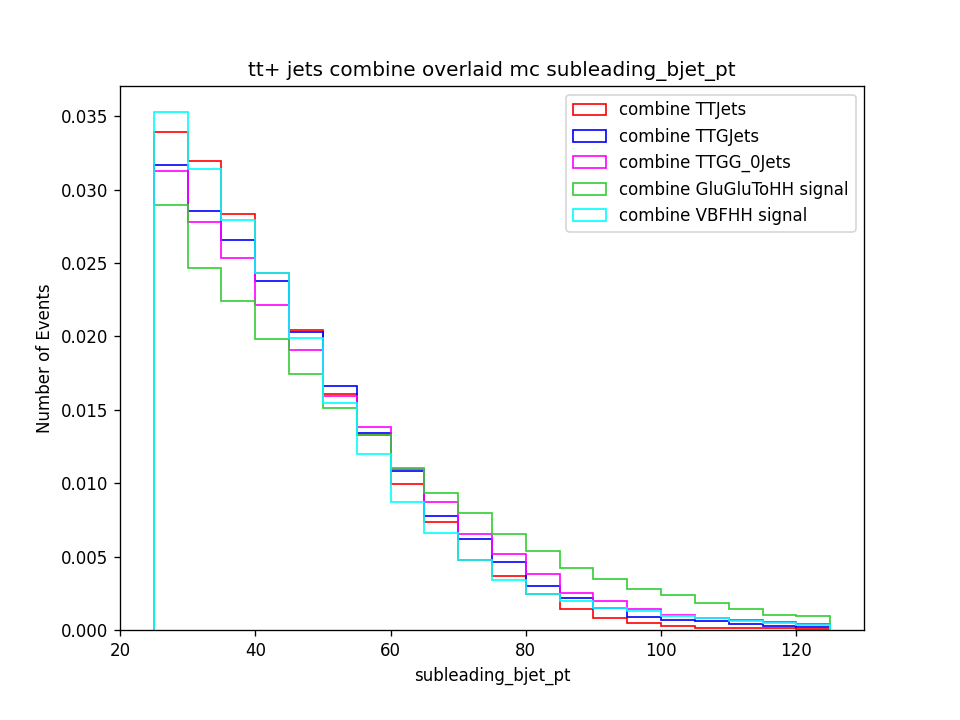 tt+ jets combine overlaid mc subleading_bjet_pt
combine TTJets
combine TTGJets
combine TTGG_0Jets
combine GluGluToHH signal
combine VBFHH signal
0.035
0.030
0.025
0.020
0.015
0.010
0.005
0.000
Number of Events
20 40 60 80 100 120
subleading_bjet_pt